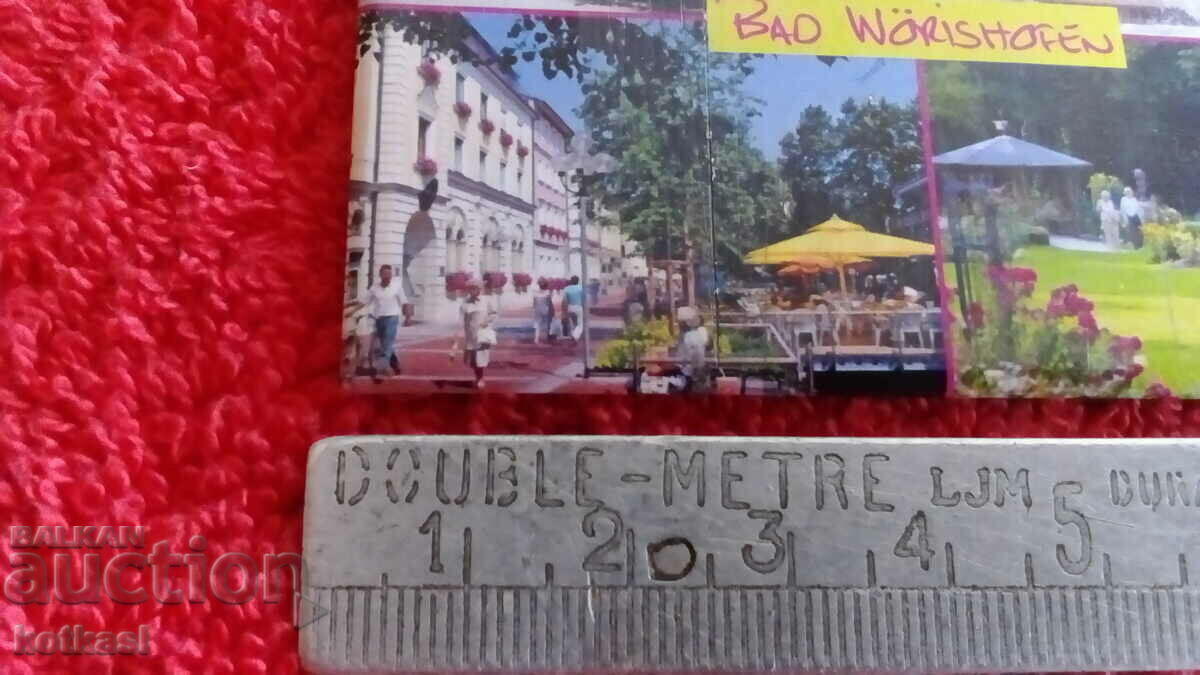 BAD WÖRISHOFEN
DOUBLE-METRE LJM
1 2 3 4 5
BALKAN
auction
kotkasl